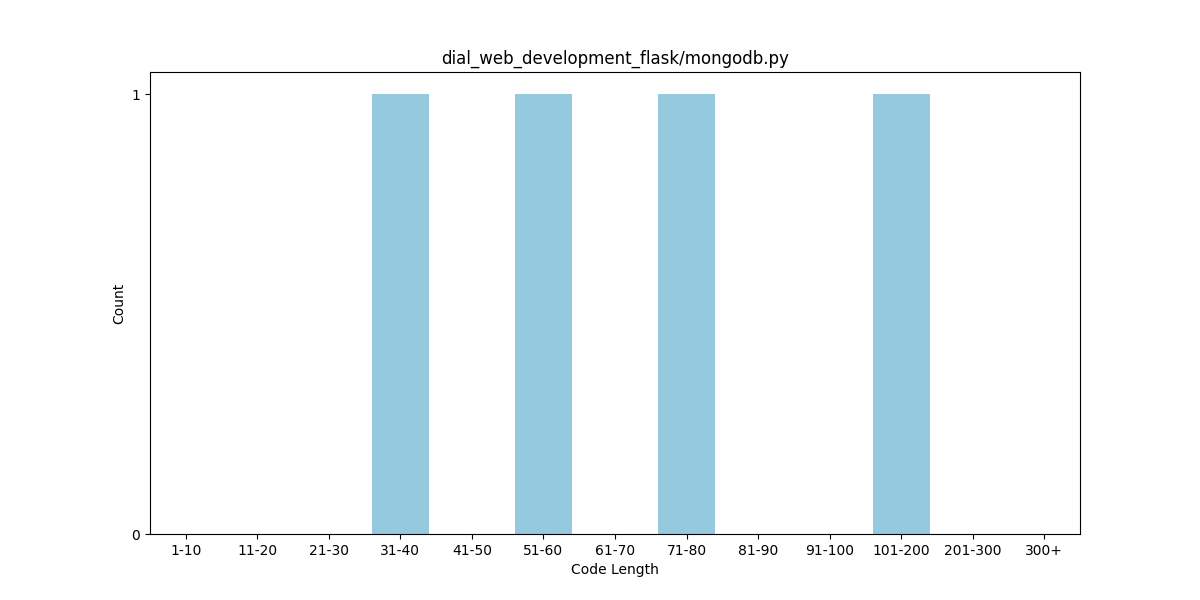 dial_web_development_flask/mongodb.py
1
Count
0
1-10 11-20 21-30 31-40 41-50 51-60 61-70 71-80 81-90 91-100 101-200 201-300 300+
Code Length